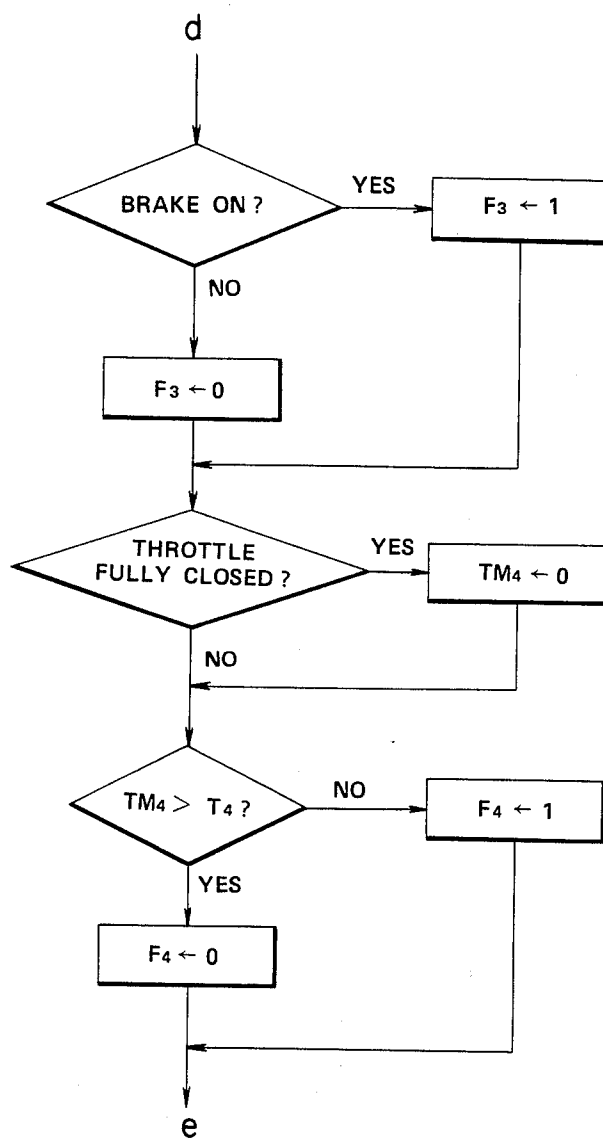 d
BRAKE ON ?
YES
F3 ← 1
NO
F3 ← 0
THROTTLE
FULLY CLOSED ?
YES
TM4 ← 0
NO
TM4 > T4 ?
NO
F4 ← 1
YES
F4 ← 0
e